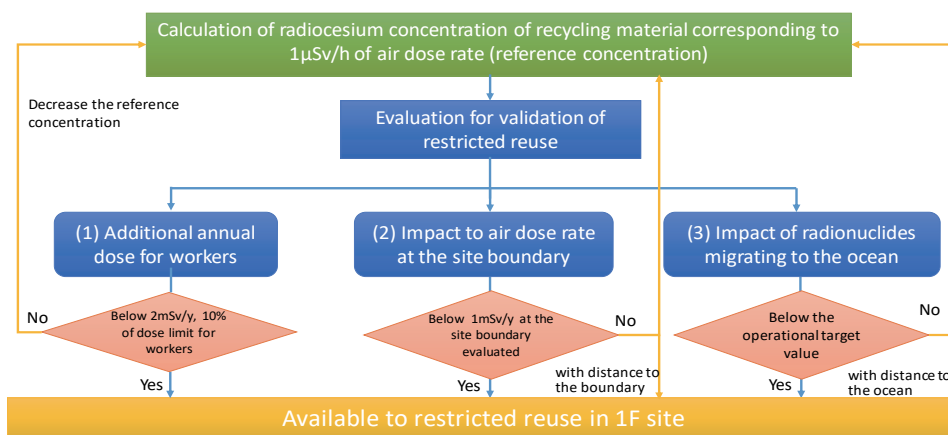 Calculation of radiocesium concentration of recycling material corresponding to
1μSv/h of air dose rate (reference concentration)
Decrease the reference
concentration
Evaluation for validation of
restricted reuse
(1) Additional annual
dose for workers
(2) Impact to air dose rate
at the site boundary
(3) Impact of radionuclides
migrating to the ocean
No
Below 2mSv/y, 10%
of dose limit for
workers
Below 1mSv/y at the
site boundary
evaluated
No
Below the
operational target
value
No
Yes
Yes
with distance to
the boundary
Yes
with distance to
the ocean
Available to restricted reuse in 1F site